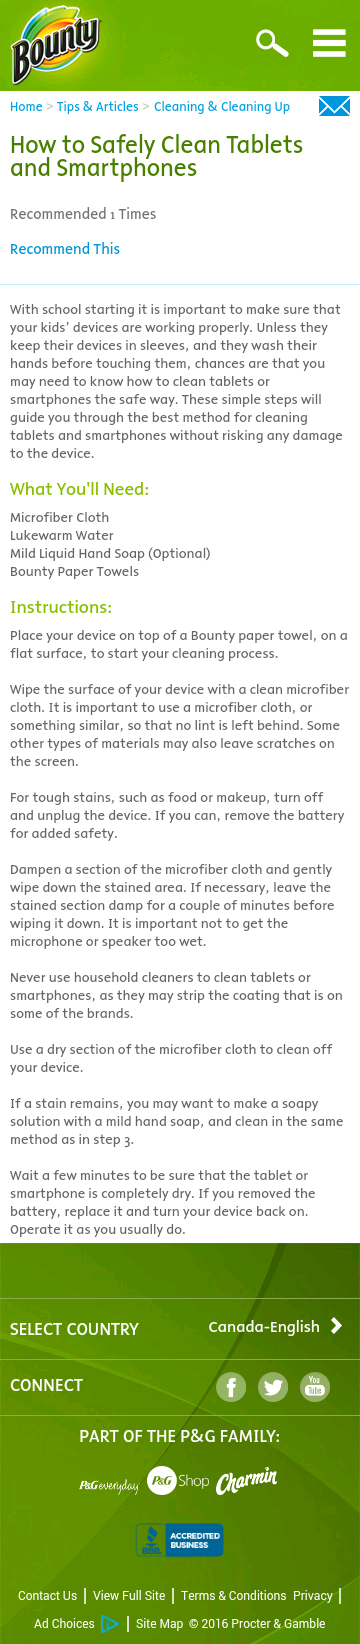 Bounty
Home > Tips & Articles > Cleaning & Cleaning Up
How to Safely Clean Tablets
and Smartphones
Recommended 1 Times
Recommend This
With school starting it is important to make sure that
your kids' devices are working properly. Unless they
keep their devices in sleeves, and they wash their
hands before touching them, chances are that you
may need to know how to clean tablets or
smartphones the safe way. These simple steps will
guide you through the best method for cleaning
tablets and smartphones without risking any damage
to the device.
What You'll Need:
Microfiber Cloth
Lukewarm Water
Mild Liquid Hand Soap (Optional)
Bounty Paper Towels
Instructions:
Place your device on top of a Bounty paper towel, on a
flat surface, to start your cleaning process.
Wipe the surface of your device with a clean microfiber
cloth. It is important to use a microfiber cloth, or
something similar, so that no lint is left behind. Some
other types of materials may also leave scratches on
the screen.
For tough stains, such as food or makeup, turn off
and unplug the device. If you can, remove the battery
for added safety.
Dampen a section of the microfiber cloth and gently
wipe down the stained area. If necessary, leave the
stained section damp for a couple of minutes before
wiping it down. It is important not to get the
microphone or speaker too wet.
Never use household cleaners to clean tablets or
smartphones, as they may strip the coating that is on
some of the brands.
Use a dry section of the microfiber cloth to clean off
your device.
If a stain remains, you may want to make a soapy
solution with a mild hand soap, and clean in the same
method as in step 3.
Wait a few minutes to be sure that the tablet or
smartphone is completely dry. If you removed the
battery, replace it and turn your device back on.
Operate it as you usually do.
SELECT COUNTRY Canada-English
CONNECT f You Tube
PART OF THE P&G FAMILY:
P&G everyday P&G Shop Charmin
BBB ACCREDITED
BUSINESS
Contact Us | View Full Site | Terms & Conditions Privacy |
Ad Choices | Site Map © 2016 Procter & Gamble